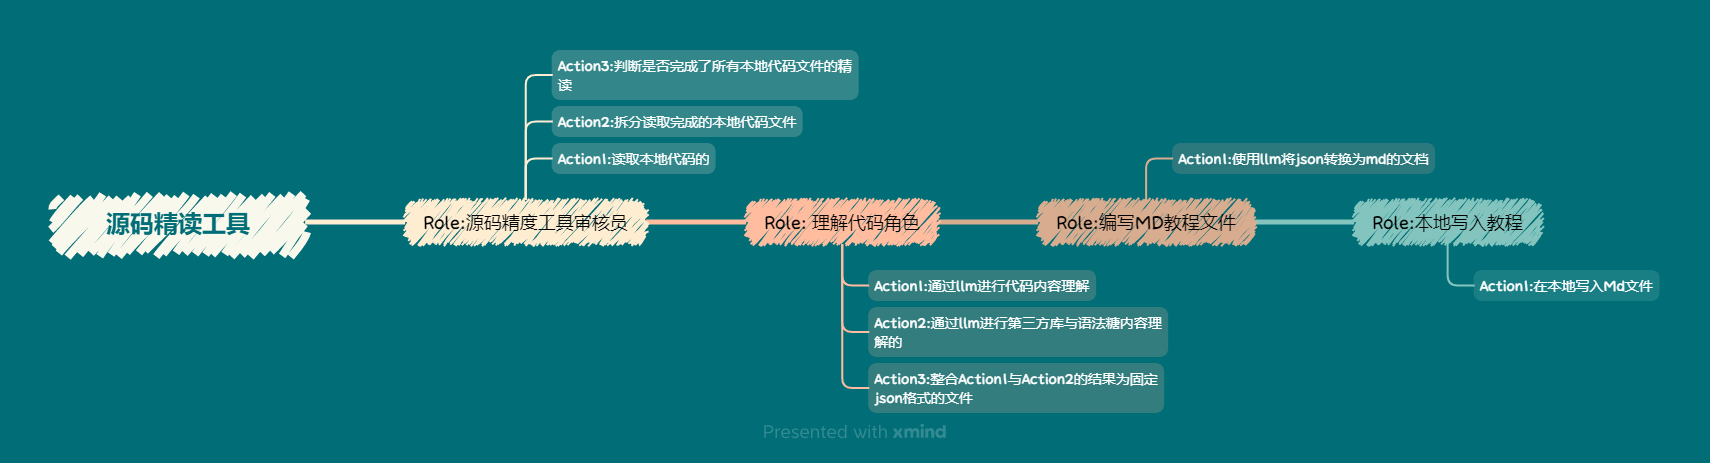 源码精读工具
Role:源码精度工具审核员
Action3:判断是否完成了所有本地代码文件的精
读
Action2:拆分读取完成的本地代码文件
Action1:读取本地代码的
Role: 理解代码角色
Action1:通过llm进行代码内容理解
Action2:通过llm进行第三方库与语法糖内容理
解的
Action3:整合Action1与Action2的结果为固定
json格式的文件
Role:编写MD教程文件
Action1:使用llm将json转换为md的文档
Role:本地写入教程
Action1:在本地写入Md文件
Presented with xmind